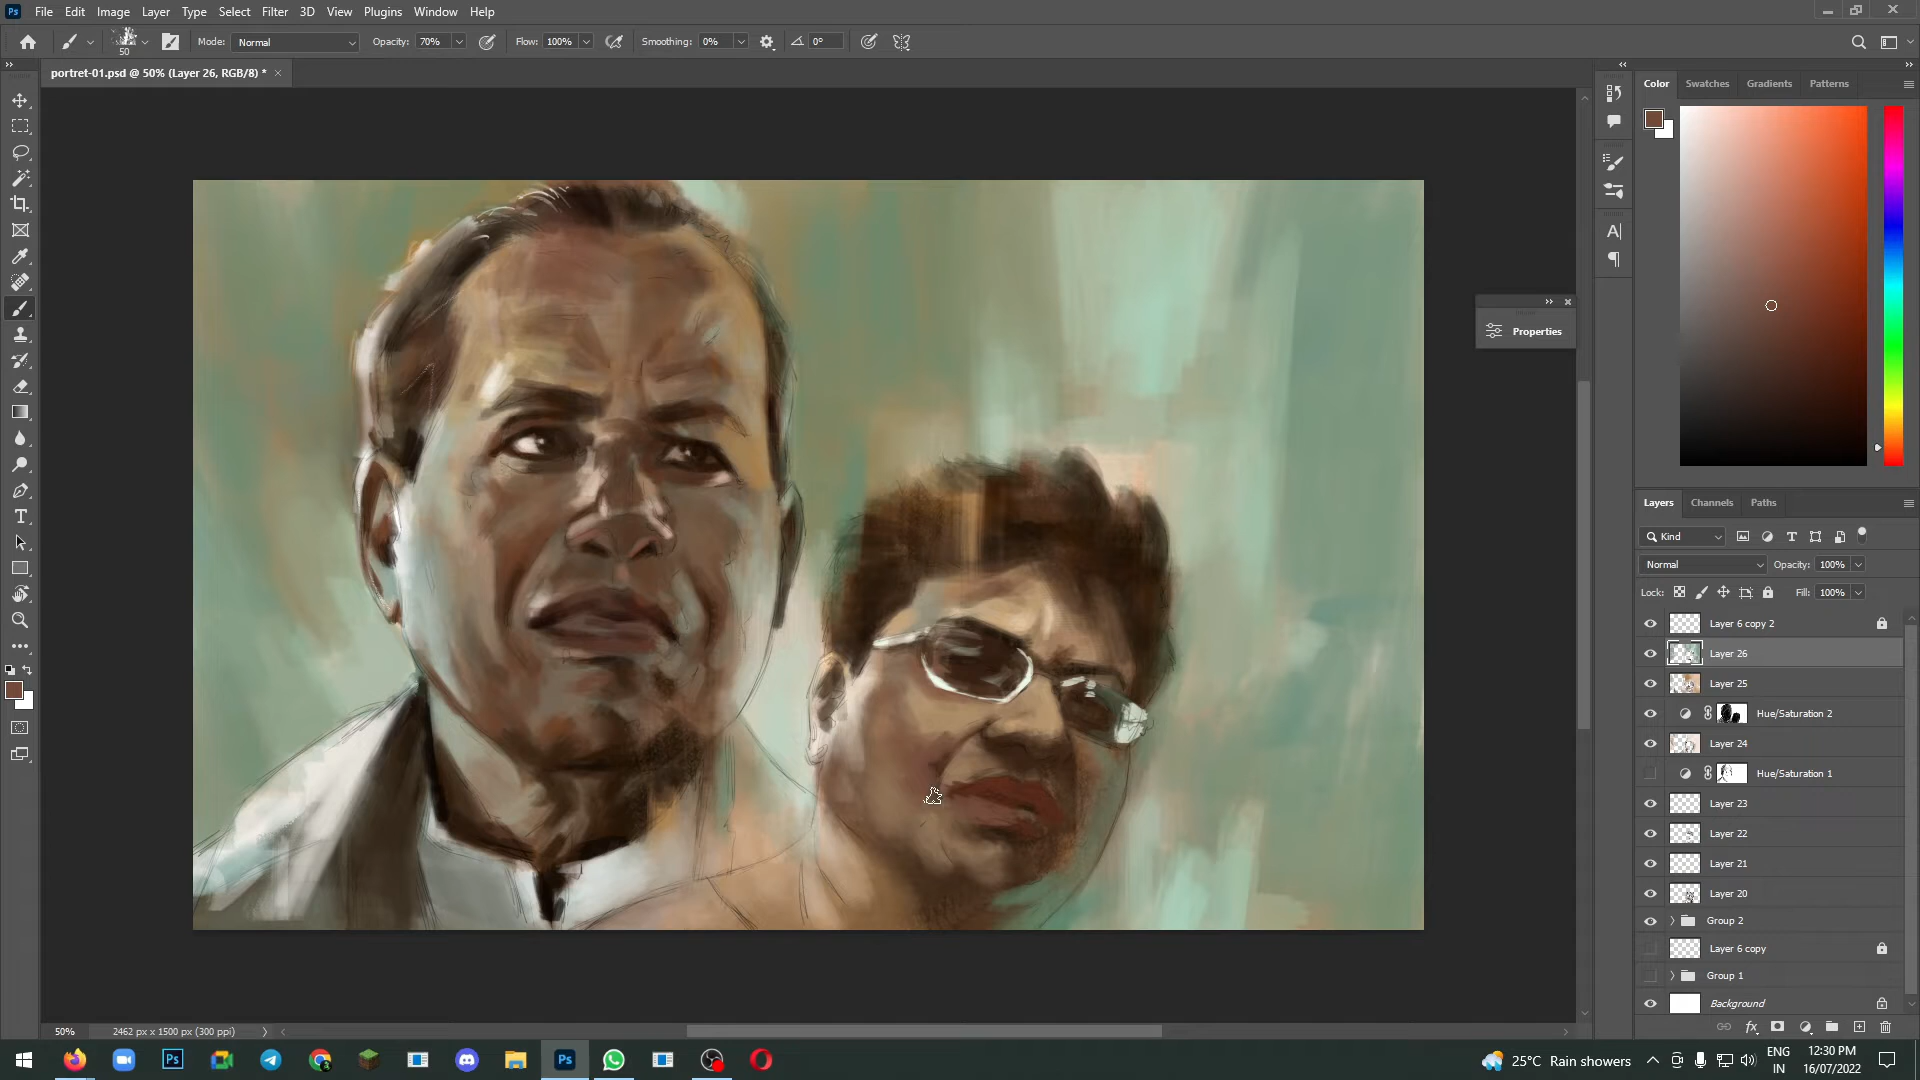 Ps File Edit Image Layer Type Select Filter 3D View Plugins Window Help
50 Mode: Normal Opacity: 70% Flow: 100% Smoothing: 0% 0°
portret-01.psd @ 50% (Layer 26, RGB/8) *
Color Swatches Gradients Patterns
Properties
Layers Channels Paths
Kind
Normal Opacity: 100%
Lock: Fill: 100%
Layer 6 copy 2
Layer 26
Layer 25
Hue/Saturation 2
Layer 24
Hue/Saturation 1
Layer 23
Layer 22
Layer 21
Layer 20
Group 2
Layer 6 copy
Group 1
Background
50% 2462 px x 1500 px (300 ppi)
Ps Ps 25°C Rain showers ENG IN 12:30 PM 16/07/2022